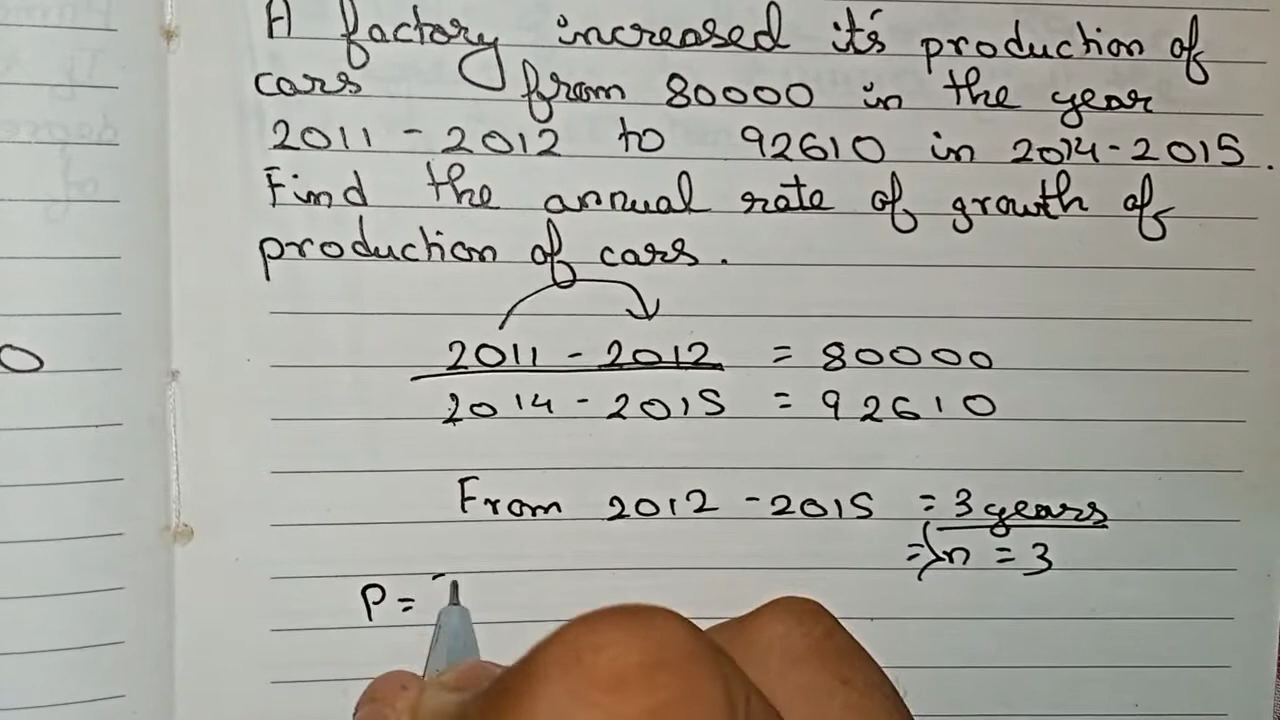 A factory increased it's production of
cars from 80000 in the year
2011 - 2012 to 92610 in 2014-2015.
Find the annual rate of growth of
production of cars.
2011 - 2012 = 80000
2014 - 2015 = 92610
From 2012 - 2015 = 3 years
=> n = 3
P =